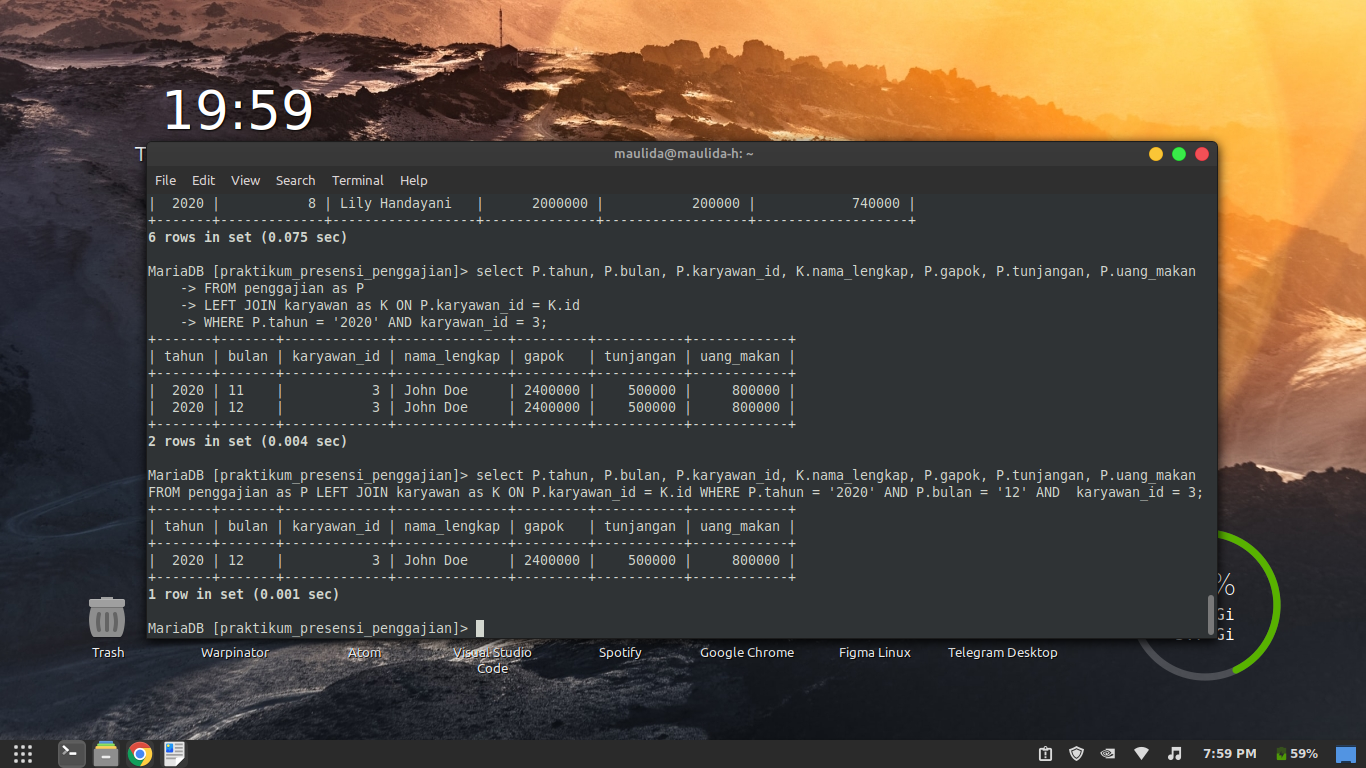 19:59
T
maulida@maulida-h: ~
File Edit View Search Terminal Help
|  2020 |           8 | Lily Handayani   |      2000000 |           200000 |            740000 |
+-------+-------------+------------------+--------------+------------------+-------------------+
6 rows in set (0.075 sec)
MariaDB [praktikum_presensi_penggajian]> select P.tahun, P.bulan, P.karyawan_id, K.nama_lengkap, P.gapok, P.tunjangan, P.uang_makan
    -> FROM penggajian as P
    -> LEFT JOIN karyawan as K ON P.karyawan_id = K.id
    -> WHERE P.tahun = '2020' AND karyawan_id = 3;
+-------+-------+-------------+--------------+---------+-----------+------------+
| tahun | bulan | karyawan_id | nama_lengkap | gapok   | tunjangan | uang_makan |
+-------+-------+-------------+--------------+---------+-----------+------------+
|  2020 | 11    |           3 | John Doe     | 2400000 |    500000 |     800000 |
|  2020 | 12    |           3 | John Doe     | 2400000 |    500000 |     800000 |
+-------+-------+-------------+--------------+---------+-----------+------------+
2 rows in set (0.004 sec)
MariaDB [praktikum_presensi_penggajian]> select P.tahun, P.bulan, P.karyawan_id, K.nama_lengkap, P.gapok, P.tunjangan, P.uang_makan
FROM penggajian as P LEFT JOIN karyawan as K ON P.karyawan_id = K.id WHERE P.tahun = '2020' AND P.bulan = '12' AND  karyawan_id = 3;
+-------+-------+-------------+--------------+---------+-----------+------------+
| tahun | bulan | karyawan_id | nama_lengkap | gapok   | tunjangan | uang_makan |
+-------+-------+-------------+--------------+---------+-----------+------------+
|  2020 | 12    |           3 | John Doe     | 2400000 |    500000 |     800000 |
+-------+-------+-------------+--------------+---------+-----------+------------+
1 row in set (0.001 sec)
MariaDB [praktikum_presensi_penggajian]>
%
Gi
Gi
Trash
Warpinator
Atom
Visual Studio
Code
Spotify
Google Chrome
Figma Linux
Telegram Desktop
7:59 PM
59%